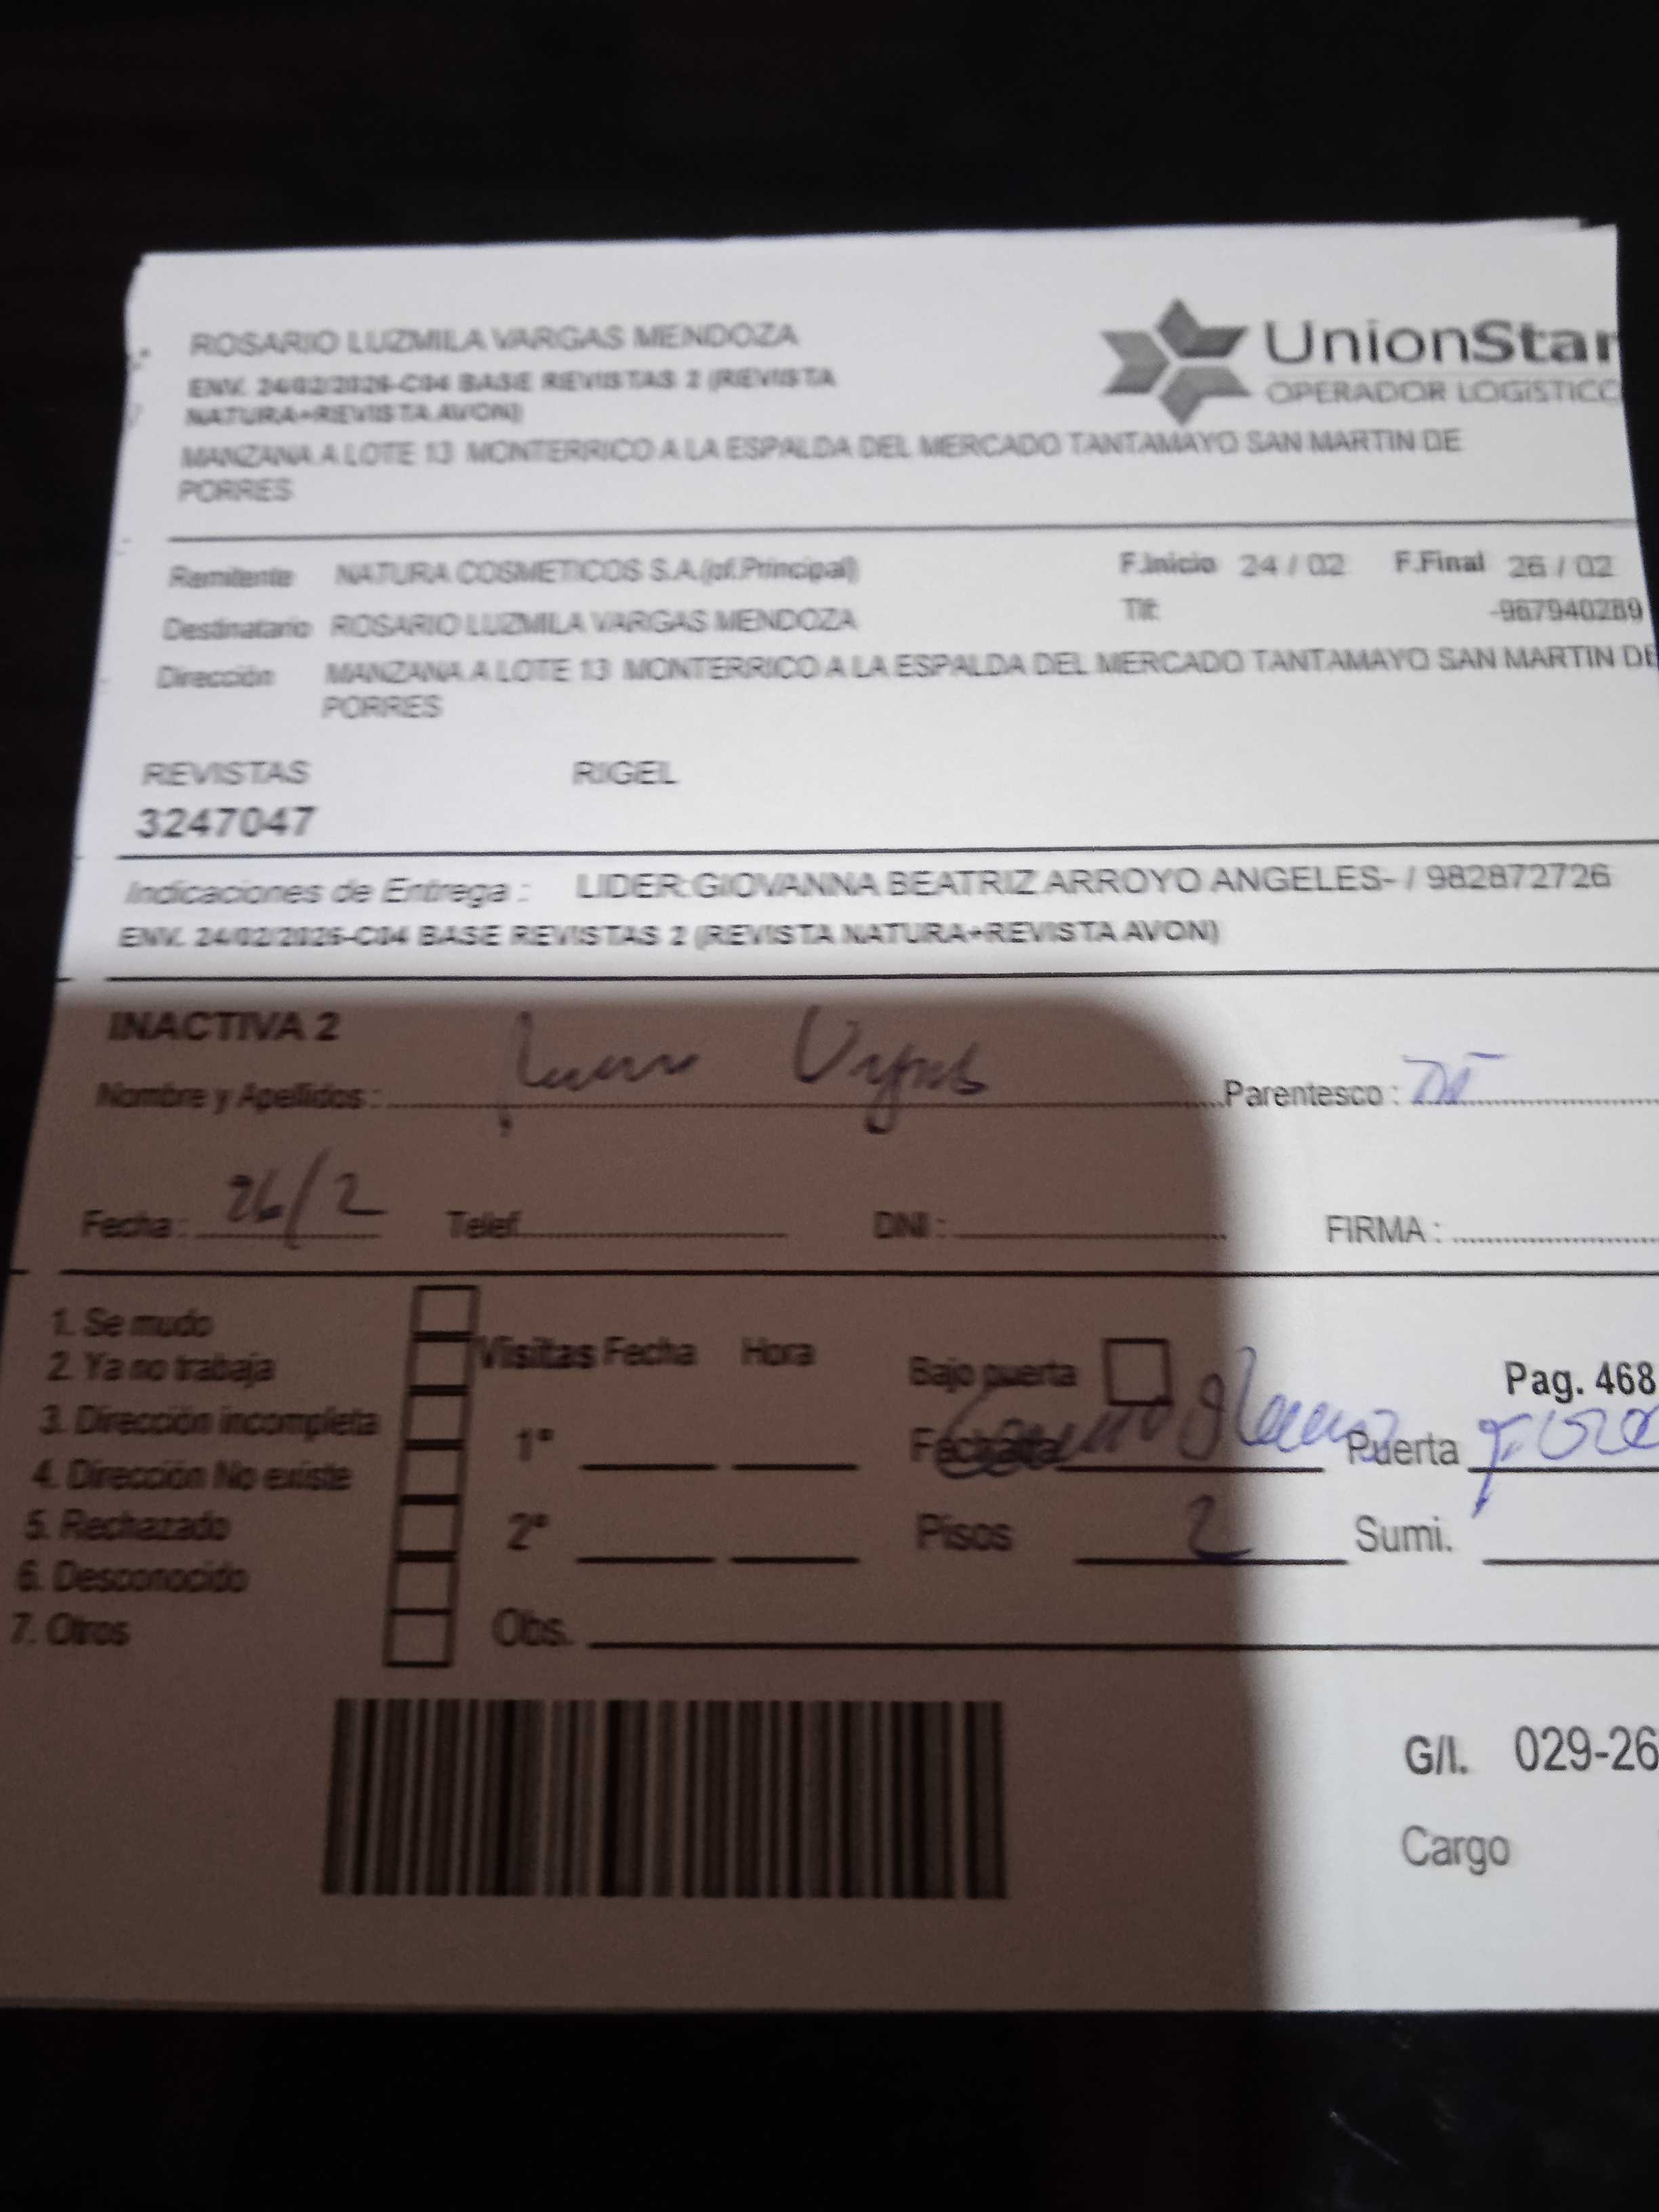 ROSARIO LUZMILA VARGAS MENDOZA
UnionStar
OPERADOR LOGÍSTICO
ENV. 24/02/2026-C04 BASE REVISTAS 2 (REVISTA
NATURA+REVISTA AVON)
MANZANA A LOTE 13 MONTERRICO A LA ESPALDA DEL MERCADO TANTAMAYO SAN MARTIN DE
PORRES
Remitente NATURA COSMETICOS S.A.(of.Principal) F.Inicio 24 / 02 F.Final 26 / 02
Destinatario ROSARIO LUZMILA VARGAS MENDOZA Tlf: -967940289
Dirección MANZANA A LOTE 13 MONTERRICO A LA ESPALDA DEL MERCADO TANTAMAYO SAN MARTIN DE
PORRES
REVISTAS RIGEL
3247047
Indicaciones de Entrega : LIDER:GIOVANNA BEATRIZ ARROYO ANGELES- / 982872726
ENV. 24/02/2026-C04 BASE REVISTAS 2 (REVISTA NATURA+REVISTA AVON)
INACTIVA 2
Nombre y Apellidos : Parentesco :
Fecha : 26/2 Telef. DNI : FIRMA :
1. Se mudo
2. Ya no trabaja
3. Dirección incompleta
4. Dirección No existe
5. Rechazado
6. Desconocido
7. Otros
Visitas Fecha Hora
1°
2°
Obs.
Bajo puerta Pag. 468
Fachada Puerta
Pisos 2 Sumi.
G/I. 029-26
Cargo